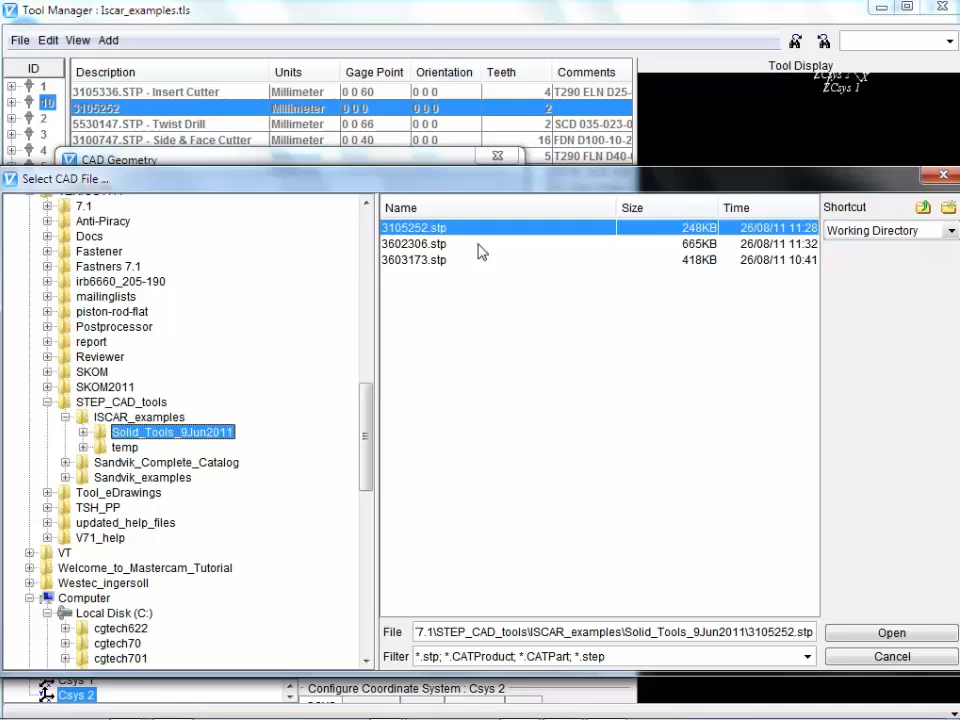 Tool Manager : Iscar_examples.tls
File Edit View Add
ID Description Units Gage Point Orientation Teeth Comments Tool Display
1 3105336.STP - Insert Cutter Millimeter 0 0 60 0 0 0 4 T290 ELN D25-
10 3105252 Millimeter 0 0 0 0 0 0 2
2 5530147.STP - Twist Drill Millimeter 0 0 66 0 0 0 2 SCD 035-023-0
3 3100747.STP - Side & Face Cutter Millimeter 0 0 40 0 0 0 16 FDN D100-10-2
4 5 T290 FLN D40-
ZCsys 1
CAD Geometry
Select CAD File ...
Name Size Time Shortcut
3105252.stp 248KB 26/08/11 11:28 Working Directory
3602306.stp 665KB 26/08/11 11:32
3603173.stp 418KB 26/08/11 10:41
7.1
Anti-Piracy
Docs
Fastener
Fastners 7.1
irb6660_205-190
mailinglists
piston-rod-flat
Postprocessor
report
Reviewer
SKOM
SKOM2011
STEP_CAD_tools
ISCAR_examples
Solid_Tools_9Jun2011
temp
Sandvik_Complete_Catalog
Sandvik_examples
Tool_eDrawings
TSH_PP
updated_help_files
V71_help
VT
Welcome_to_Mastercam_Tutorial
Westec_ingersoll
Computer
Local Disk (C:)
cgtech622
cgtech70
cgtech701
File '7.1\STEP_CAD_tools\ISCAR_examples\Solid_Tools_9Jun2011\3105252.stp Open
Filter *.stp; *.CATProduct; *.CATPart; *.step Cancel
Csys 1
Csys 2
Configure Coordinate System : Csys 2